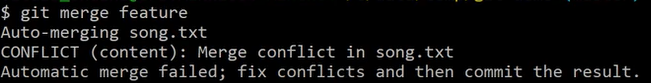 $ git merge feature
Auto-merging song.txt
CONFLICT (content): Merge conflict in song.txt
Automatic merge failed; fix conflicts and then commit the result.